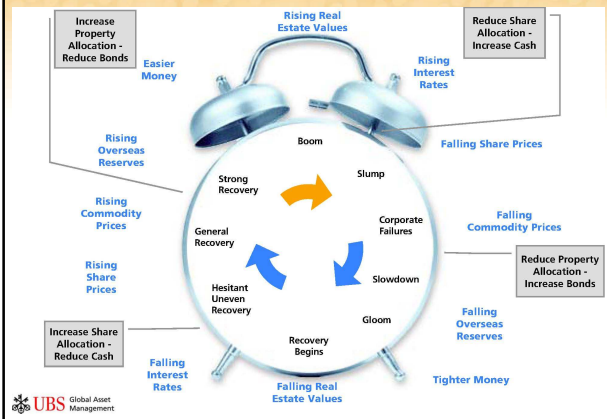 Increase
Property
Allocation -
Reduce Bonds
Rising Real
Estate Values
Reduce Share
Allocation -
Increase Cash
Easier
Money
Rising
Interest
Rates
Rising
Overseas
Reserves
Boom
Falling Share Prices
Strong
Recovery
Slump
Rising
Commodity
Prices
General
Recovery
Corporate
Failures
Falling
Commodity Prices
Rising
Share
Prices
Hesitant
Uneven
Recovery
Slowdown
Reduce Property
Allocation -
Increase Bonds
Gloom
Falling
Overseas
Reserves
Increase Share
Allocation -
Reduce Cash
Recovery
Begins
Falling
Interest
Rates
Falling Real
Estate Values
Tighter Money
UBS Global Asset
Management